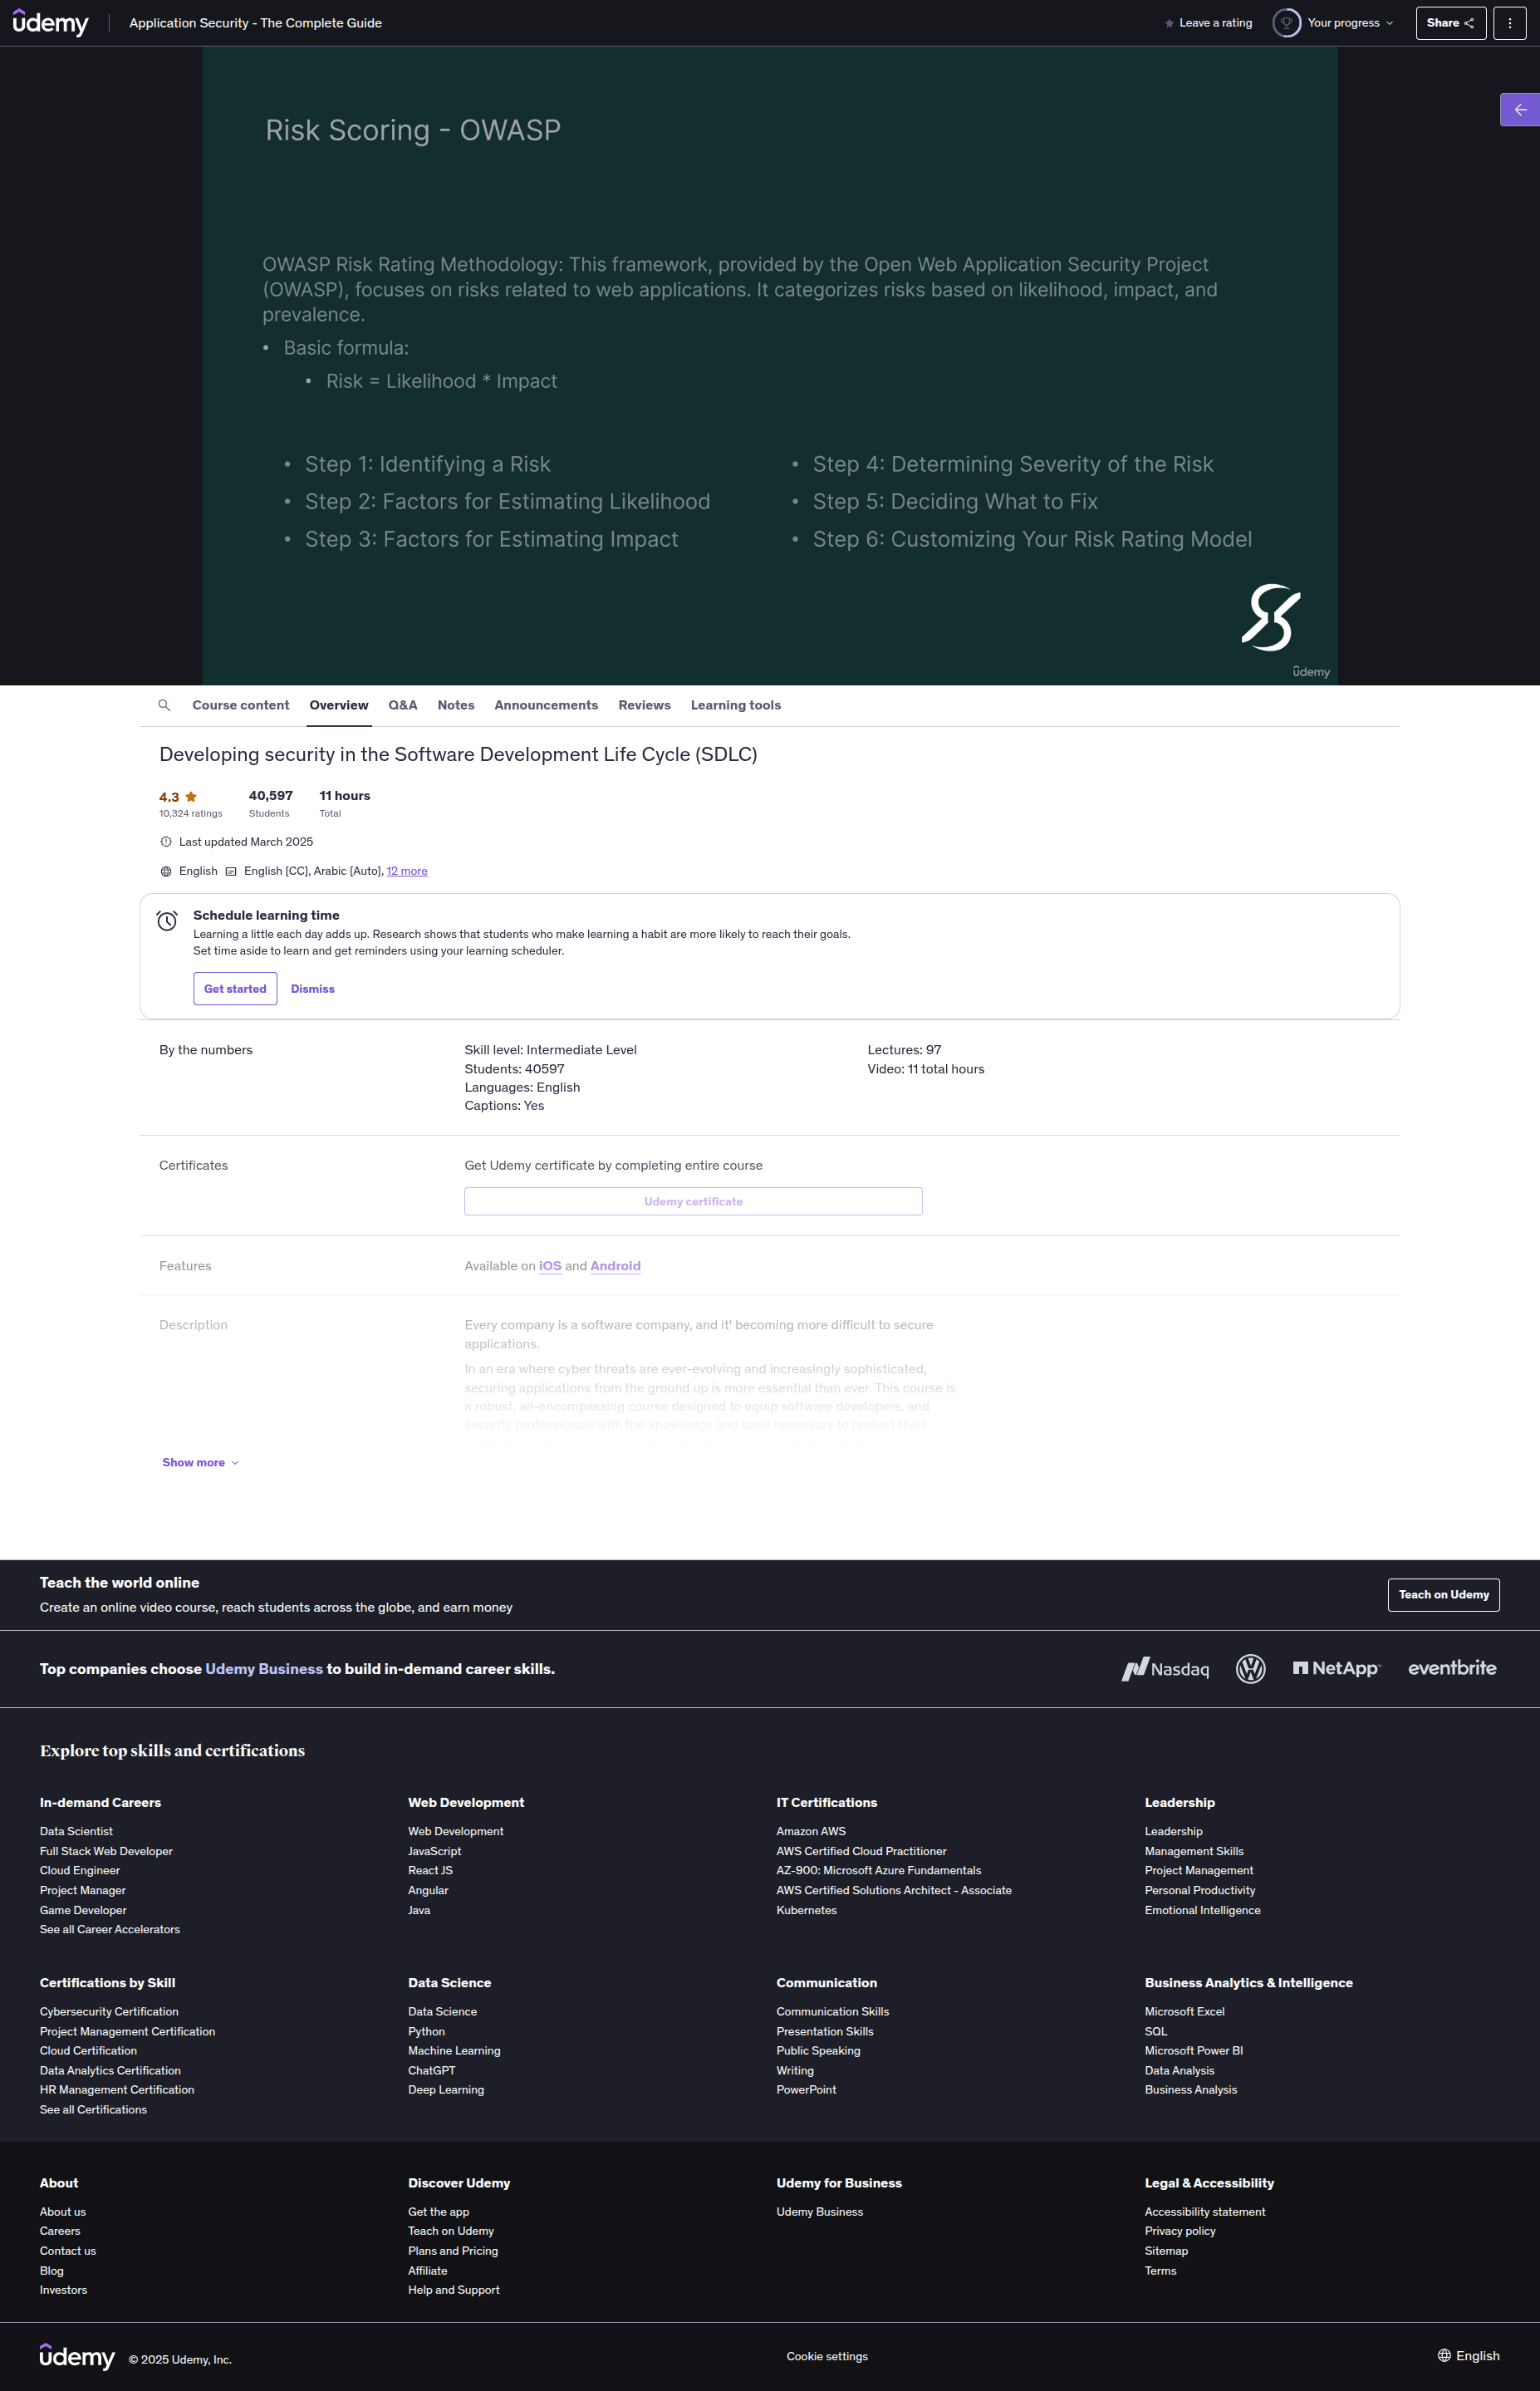 udemy
Application Security - The Complete Guide
Leave a rating
Your progress
Share
Risk Scoring - OWASP
OWASP Risk Rating Methodology: This framework, provided by the Open Web Application Security Project
(OWASP), focuses on risks related to web applications. It categorizes risks based on likelihood, impact, and
prevalence.
• Basic formula:
• Risk = Likelihood * Impact
• Step 1: Identifying a Risk
• Step 2: Factors for Estimating Likelihood
• Step 3: Factors for Estimating Impact
• Step 4: Determining Severity of the Risk
• Step 5: Deciding What to Fix
• Step 6: Customizing Your Risk Rating Model
udemy
Course content
Overview
Q&A
Notes
Announcements
Reviews
Learning tools
Developing security in the Software Development Life Cycle (SDLC)
4.3
10,324 ratings
40,597
Students
11 hours
Total
Last updated March 2025
English
English [CC], Arabic [Auto], 12 more
Schedule learning time
Learning a little each day adds up. Research shows that students who make learning a habit are more likely to reach their goals.
Set time aside to learn and get reminders using your learning scheduler.
Get started
Dismiss
By the numbers
Skill level: Intermediate Level
Students: 40597
Languages: English
Captions: Yes
Lectures: 97
Video: 11 total hours
Certificates
Get Udemy certificate by completing entire course
Udemy certificate
Features
Available on iOS and Android
Description
Every company is a software company, and it' becoming more difficult to secure
applications.
In an era where cyber threats are ever-evolving and increasingly sophisticated,
securing applications from the ground up is more essential than ever. This course is
a robust, all-encompassing course designed to equip software developers, and
security professionals with the knowledge and tools necessary to protect their
Show more
Teach the world online
Create an online video course, reach students across the globe, and earn money
Teach on Udemy
Top companies choose Udemy Business to build in-demand career skills.
Nasdaq
NetApp
eventbrite
Explore top skills and certifications
In-demand Careers
Data Scientist
Full Stack Web Developer
Cloud Engineer
Project Manager
Game Developer
See all Career Accelerators
Web Development
Web Development
JavaScript
React JS
Angular
Java
IT Certifications
Amazon AWS
AWS Certified Cloud Practitioner
AZ-900: Microsoft Azure Fundamentals
AWS Certified Solutions Architect - Associate
Kubernetes
Leadership
Leadership
Management Skills
Project Management
Personal Productivity
Emotional Intelligence
Certifications by Skill
Cybersecurity Certification
Project Management Certification
Cloud Certification
Data Analytics Certification
HR Management Certification
See all Certifications
Data Science
Data Science
Python
Machine Learning
ChatGPT
Deep Learning
Communication
Communication Skills
Presentation Skills
Public Speaking
Writing
PowerPoint
Business Analytics & Intelligence
Microsoft Excel
SQL
Microsoft Power BI
Data Analysis
Business Analysis
About
About us
Careers
Contact us
Blog
Investors
Discover Udemy
Get the app
Teach on Udemy
Plans and Pricing
Affiliate
Help and Support
Udemy for Business
Udemy Business
Legal & Accessibility
Accessibility statement
Privacy policy
Sitemap
Terms
udemy
© 2025 Udemy, Inc.
Cookie settings
English